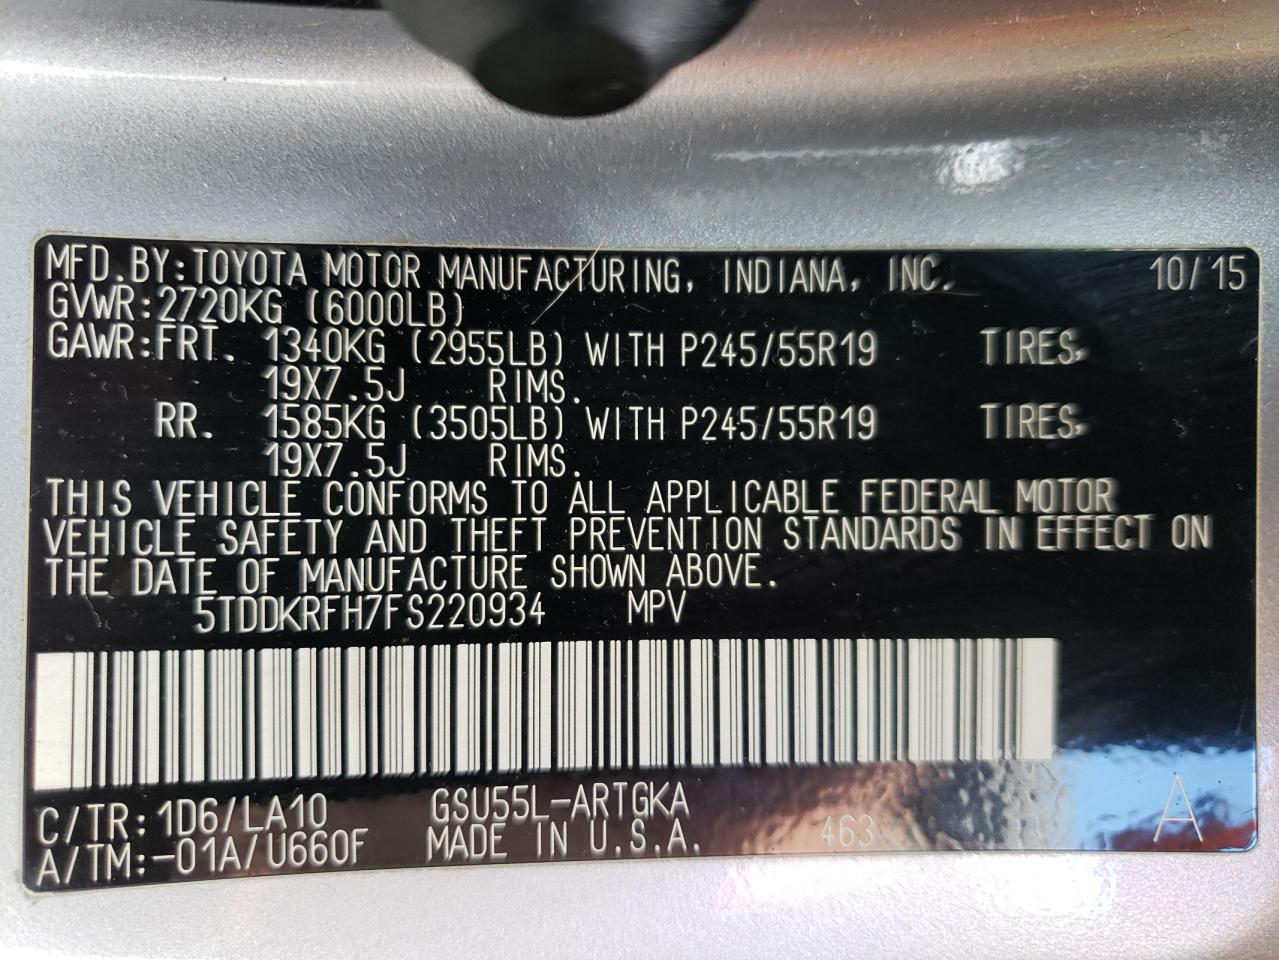 MFD.BY:TOYOTA MOTOR MANUFACTURING, INDIANA, INC. 10/15
GVWR:2720KG (6000LB)
GAWR:FRT. 1340KG (2955LB) WITH P245/55R19 TIRES,
19X7.5J RIMS.
RR. 1585KG (3505LB) WITH P245/55R19 TIRES,
19X7.5J RIMS.
THIS VEHICLE CONFORMS TO ALL APPLICABLE FEDERAL MOTOR
VEHICLE SAFETY AND THEFT PREVENTION STANDARDS IN EFFECT ON
THE DATE OF MANUFACTURE SHOWN ABOVE.
5TDDKRFH7FS220934 MPV
C/TR:1D6/LA10 GSU55L-ARTGKA
A/TM:-01A/U660F MADE IN U.S.A. 463 A